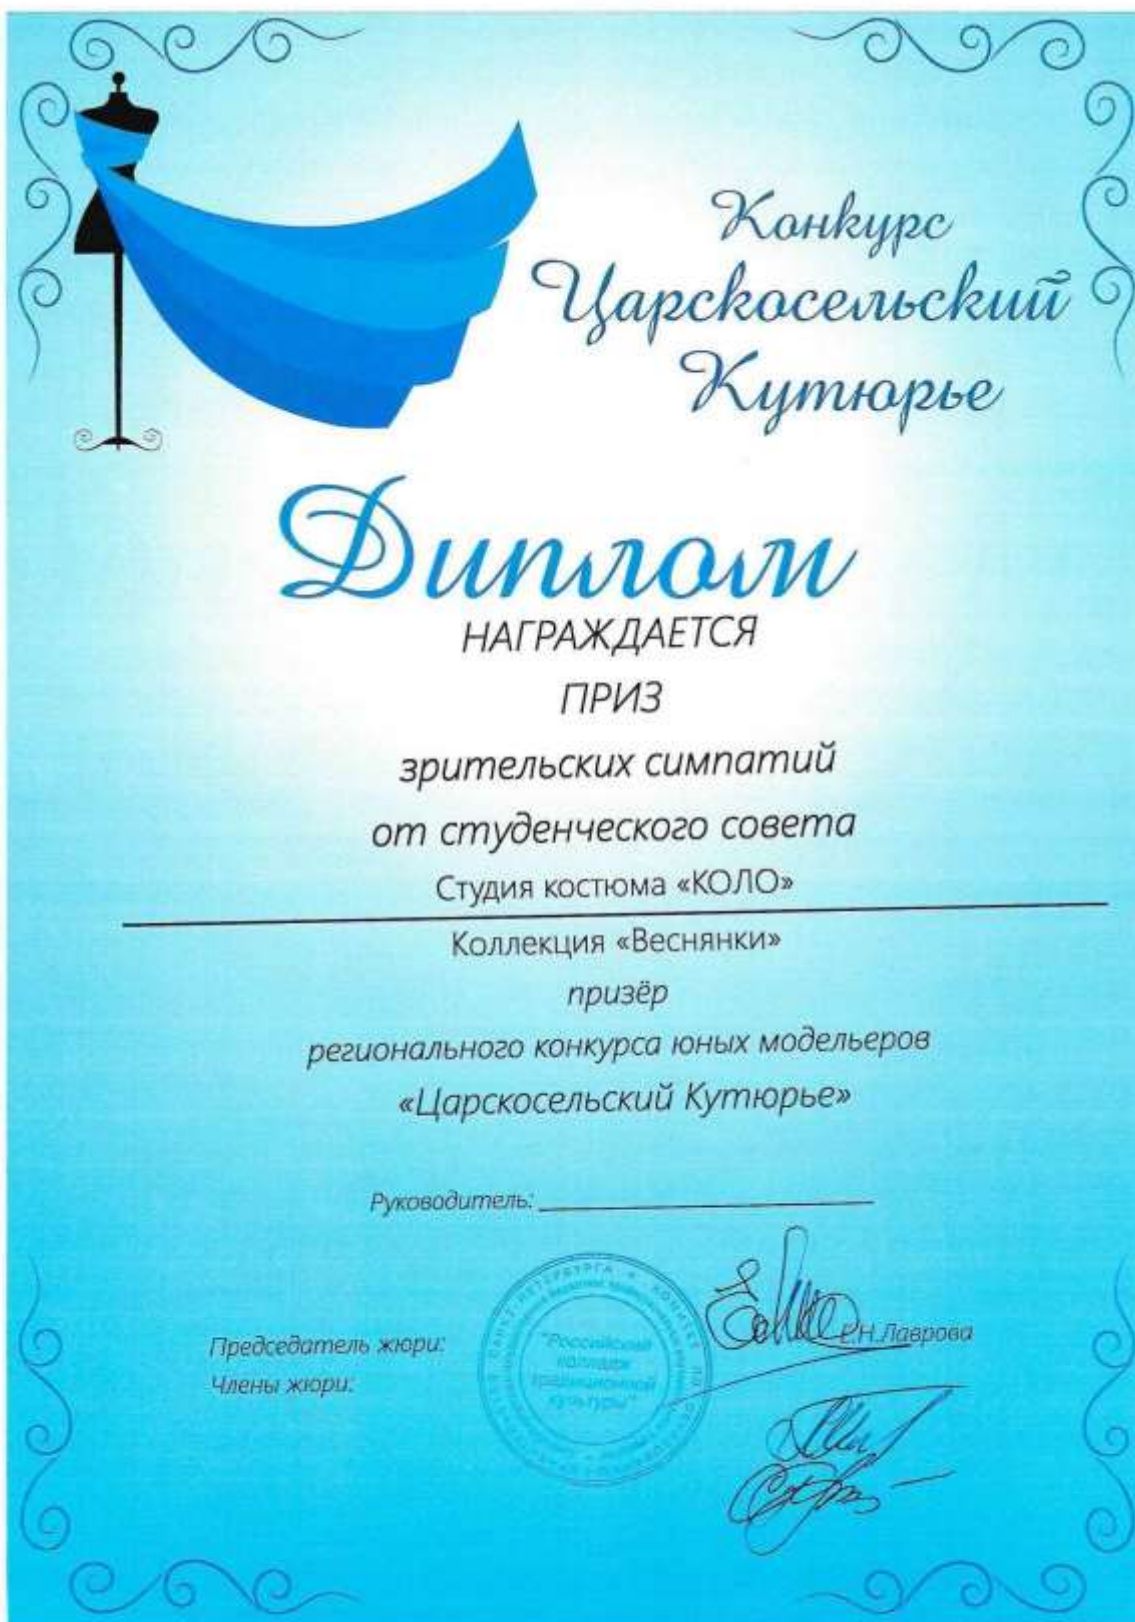 Конкурс
Царскосельский
Кутюрье
Диплом
НАГРАЖДАЕТСЯ
ПРИЗ
зрительских симпатий
от студенческого совета
Студия костюма «КОЛО»
Коллекция «Веснянки»
призёр
регионального конкурса юных модельеров
«Царскосельский Кутюрье»
Руководитель:
Председатель жюри: Е.Н.Лаврова
Члены жюри:
"Российский
колледж
традиционной
культуры"